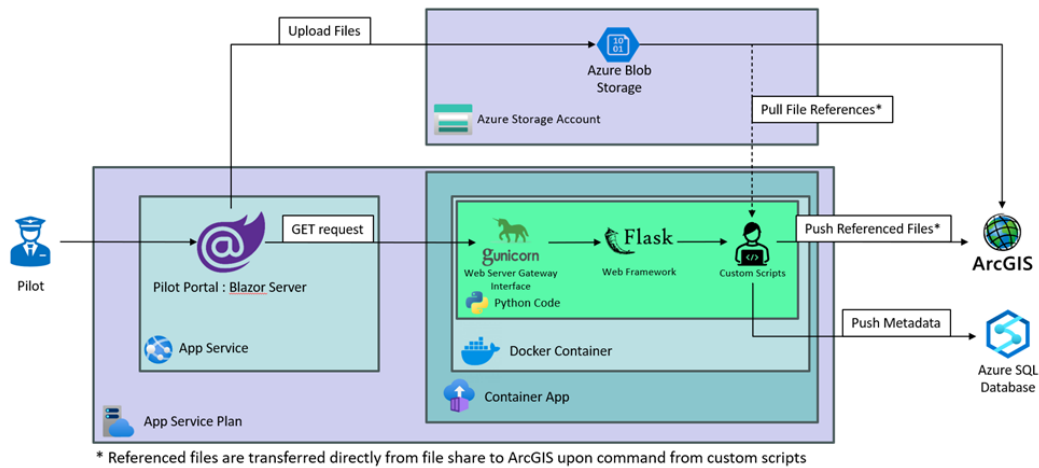 Upload Files
10
01
Azure Blob
Storage
Pull File References*
Azure Storage Account
Pilot
@
Pilot Portal : Blazor Server
GET request
gunicorn
Web Server Gateway
Interface
Flask
Web Framework
</>
Custom Scripts
Python Code
Push Referenced Files*
ArcGIS
Push Metadata
Azure SQL
Database
App Service
Docker Container
Container App
App Service Plan
* Referenced files are transferred directly from file share to ArcGIS upon command from custom scripts